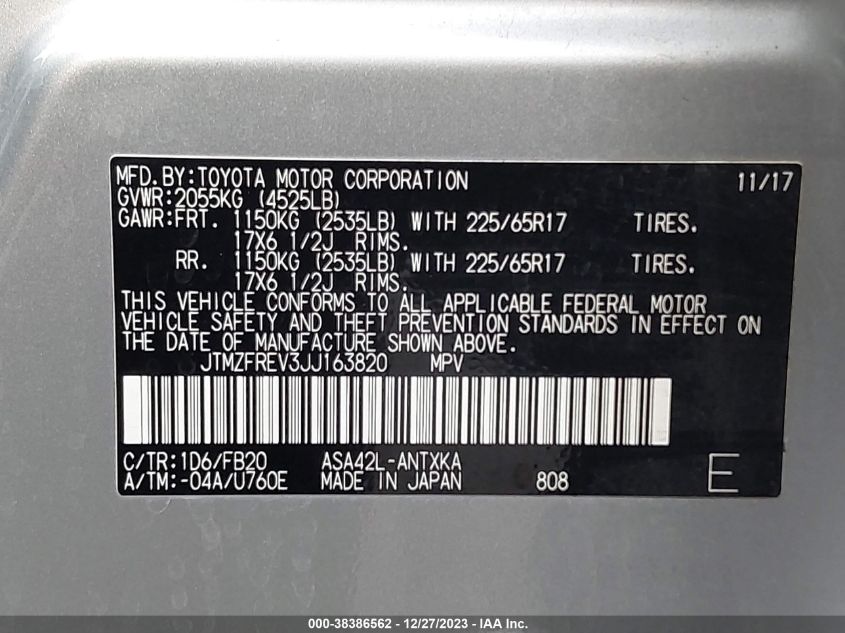 MFD. BY: TOYOTA MOTOR CORPORATION 11/17
GVWR: 2055KG (4525LB)
GAWR: FRT. 1150KG (2535LB) WITH 225/65R17 TIRES.
17X6 1/2J RIMS.
RR. 1150KG (2535LB) WITH 225/65R17 TIRES.
17X6 1/2J RIMS.
THIS VEHICLE CONFORMS TO ALL APPLICABLE FEDERAL MOTOR
VEHICLE SAFETY AND THEFT PREVENTION STANDARDS IN EFFECT ON
THE DATE OF MANUFACTURE SHOWN ABOVE.
JTMZFREV3JJ163820 MPV
C/TR: 1D6/FB20 ASA42L-ANTXKA
A/TM: -04A/U760E MADE IN JAPAN 808 E
000-38386562 - 12/27/2023 - IAA Inc.